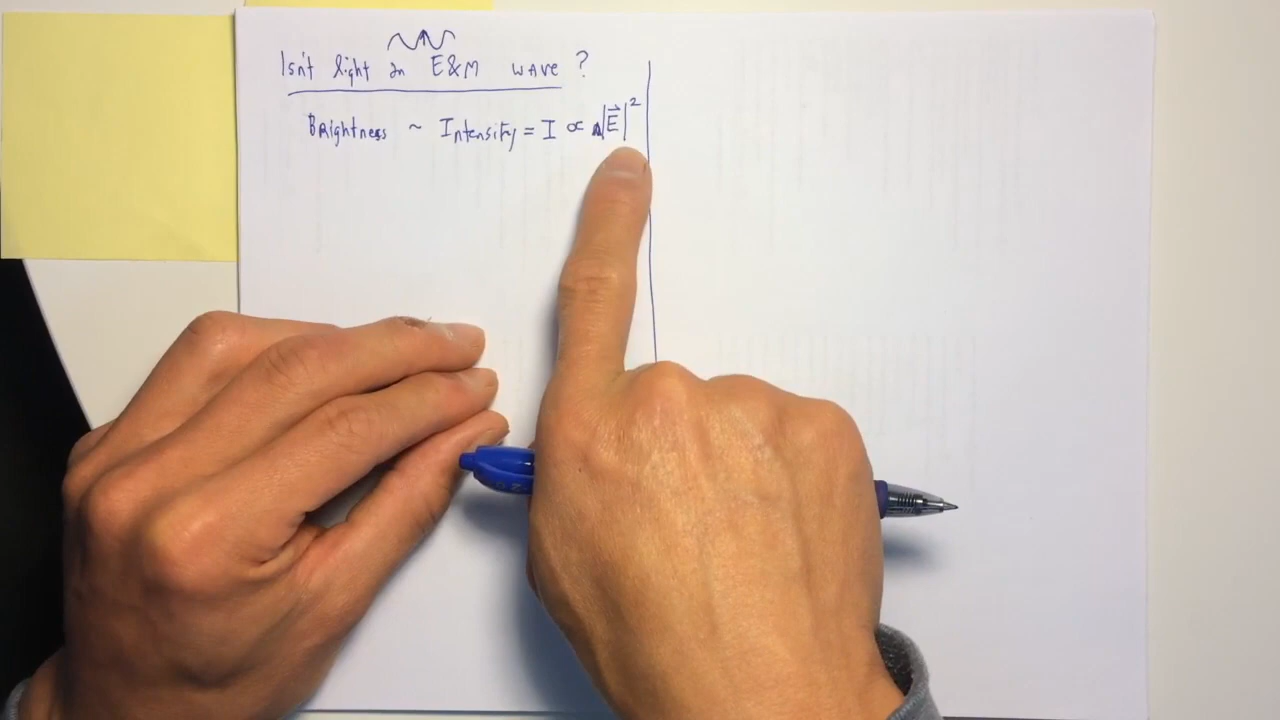 Isn't light an E&M wave?
Brightness ~ Intensity = I ∝ |E⃗|²